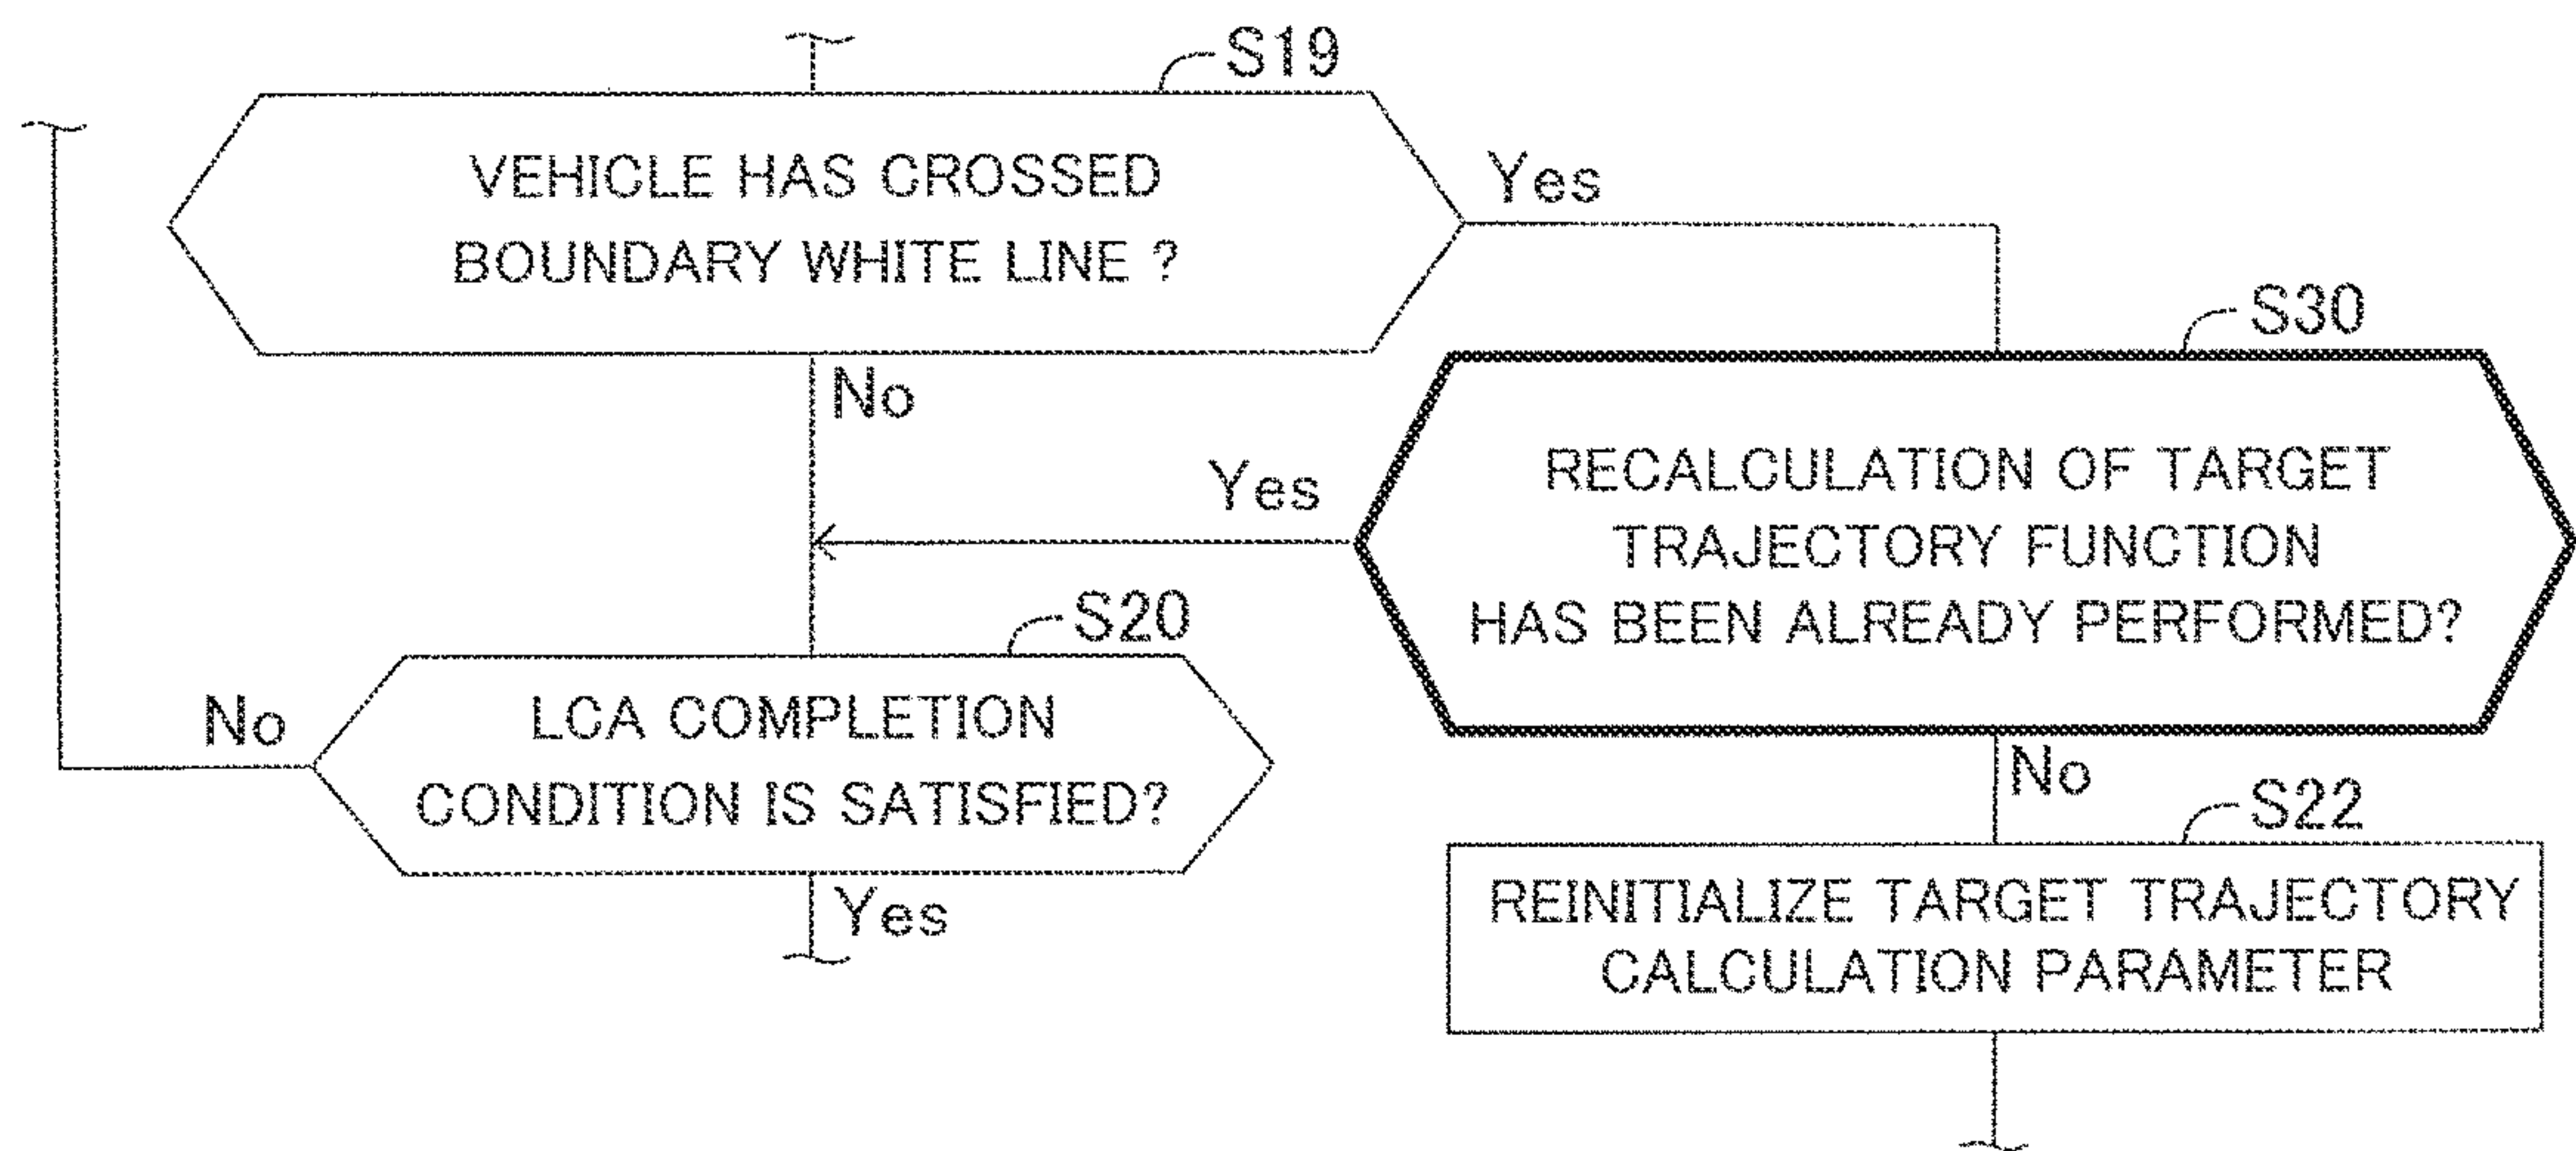 S19
VEHICLE HAS CROSSED
BOUNDARY WHITE LINE ?
Yes
No
S30
RECALCULATION OF TARGET
TRAJECTORY FUNCTION
HAS BEEN ALREADY PERFORMED?
Yes
No
S20
LCA COMPLETION
CONDITION IS SATISFIED?
No
Yes
S22
REINITIALIZE TARGET TRAJECTORY
CALCULATION PARAMETER